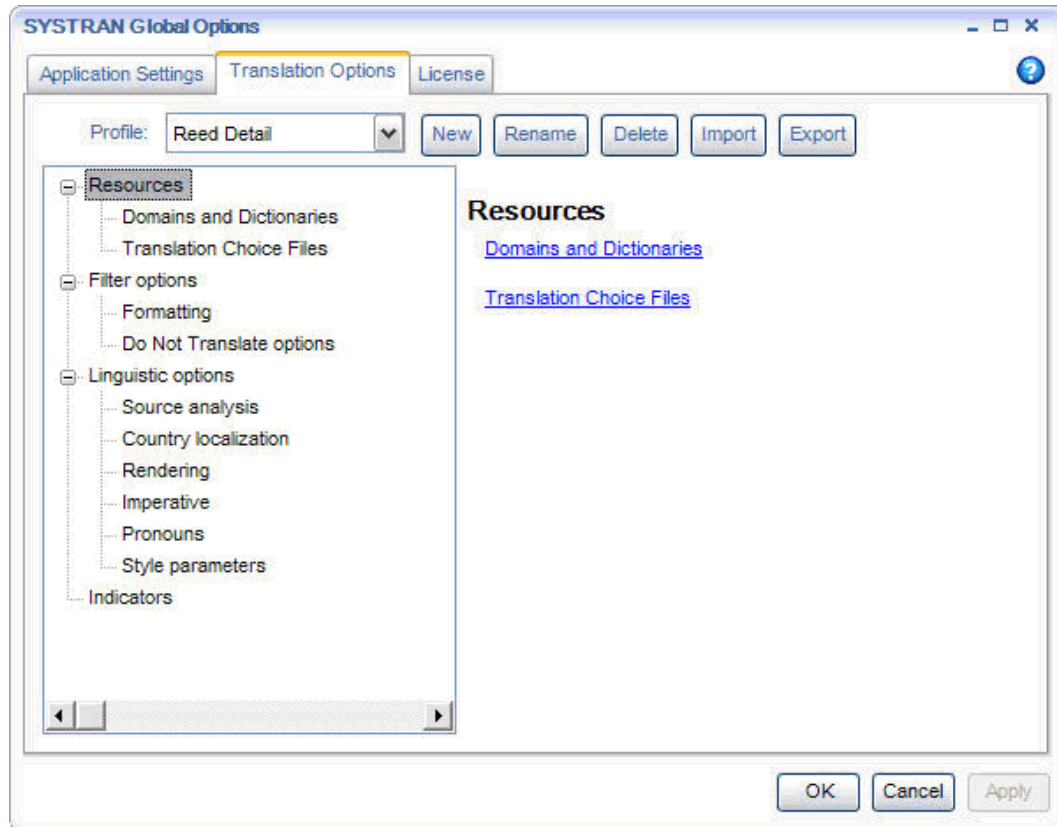 SYSTRAN Global Options
Application Settings Translation Options License
Profile: Reed Detail New Rename Delete Import Export
Resources
Domains and Dictionaries
Translation Choice Files
Filter options
Formatting
Do Not Translate options
Linguistic options
Source analysis
Country localization
Rendering
Imperative
Pronouns
Style parameters
Indicators
Resources
Domains and Dictionaries
Translation Choice Files
OK Cancel Apply